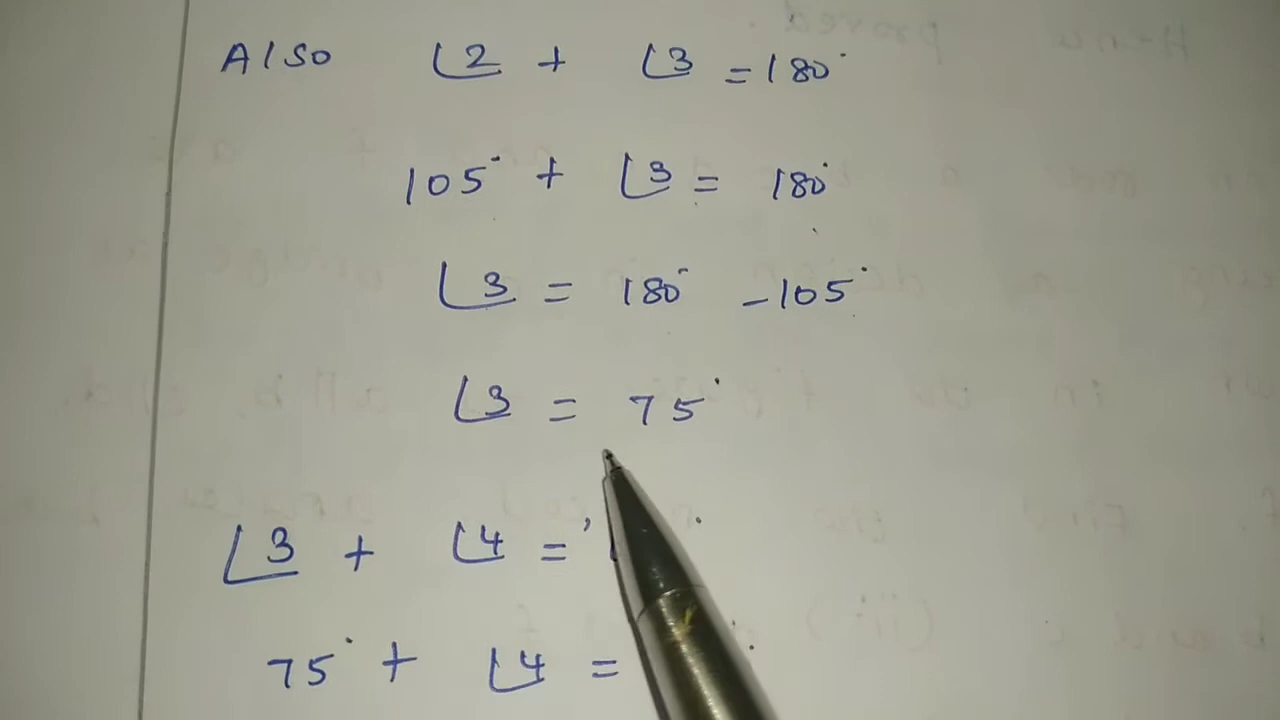 Also ∠2 + ∠3 = 180°
105° + ∠3 = 180°
∠3 = 180° - 105°
∠3 = 75°
∠3 + ∠4 =
75° + ∠4 =